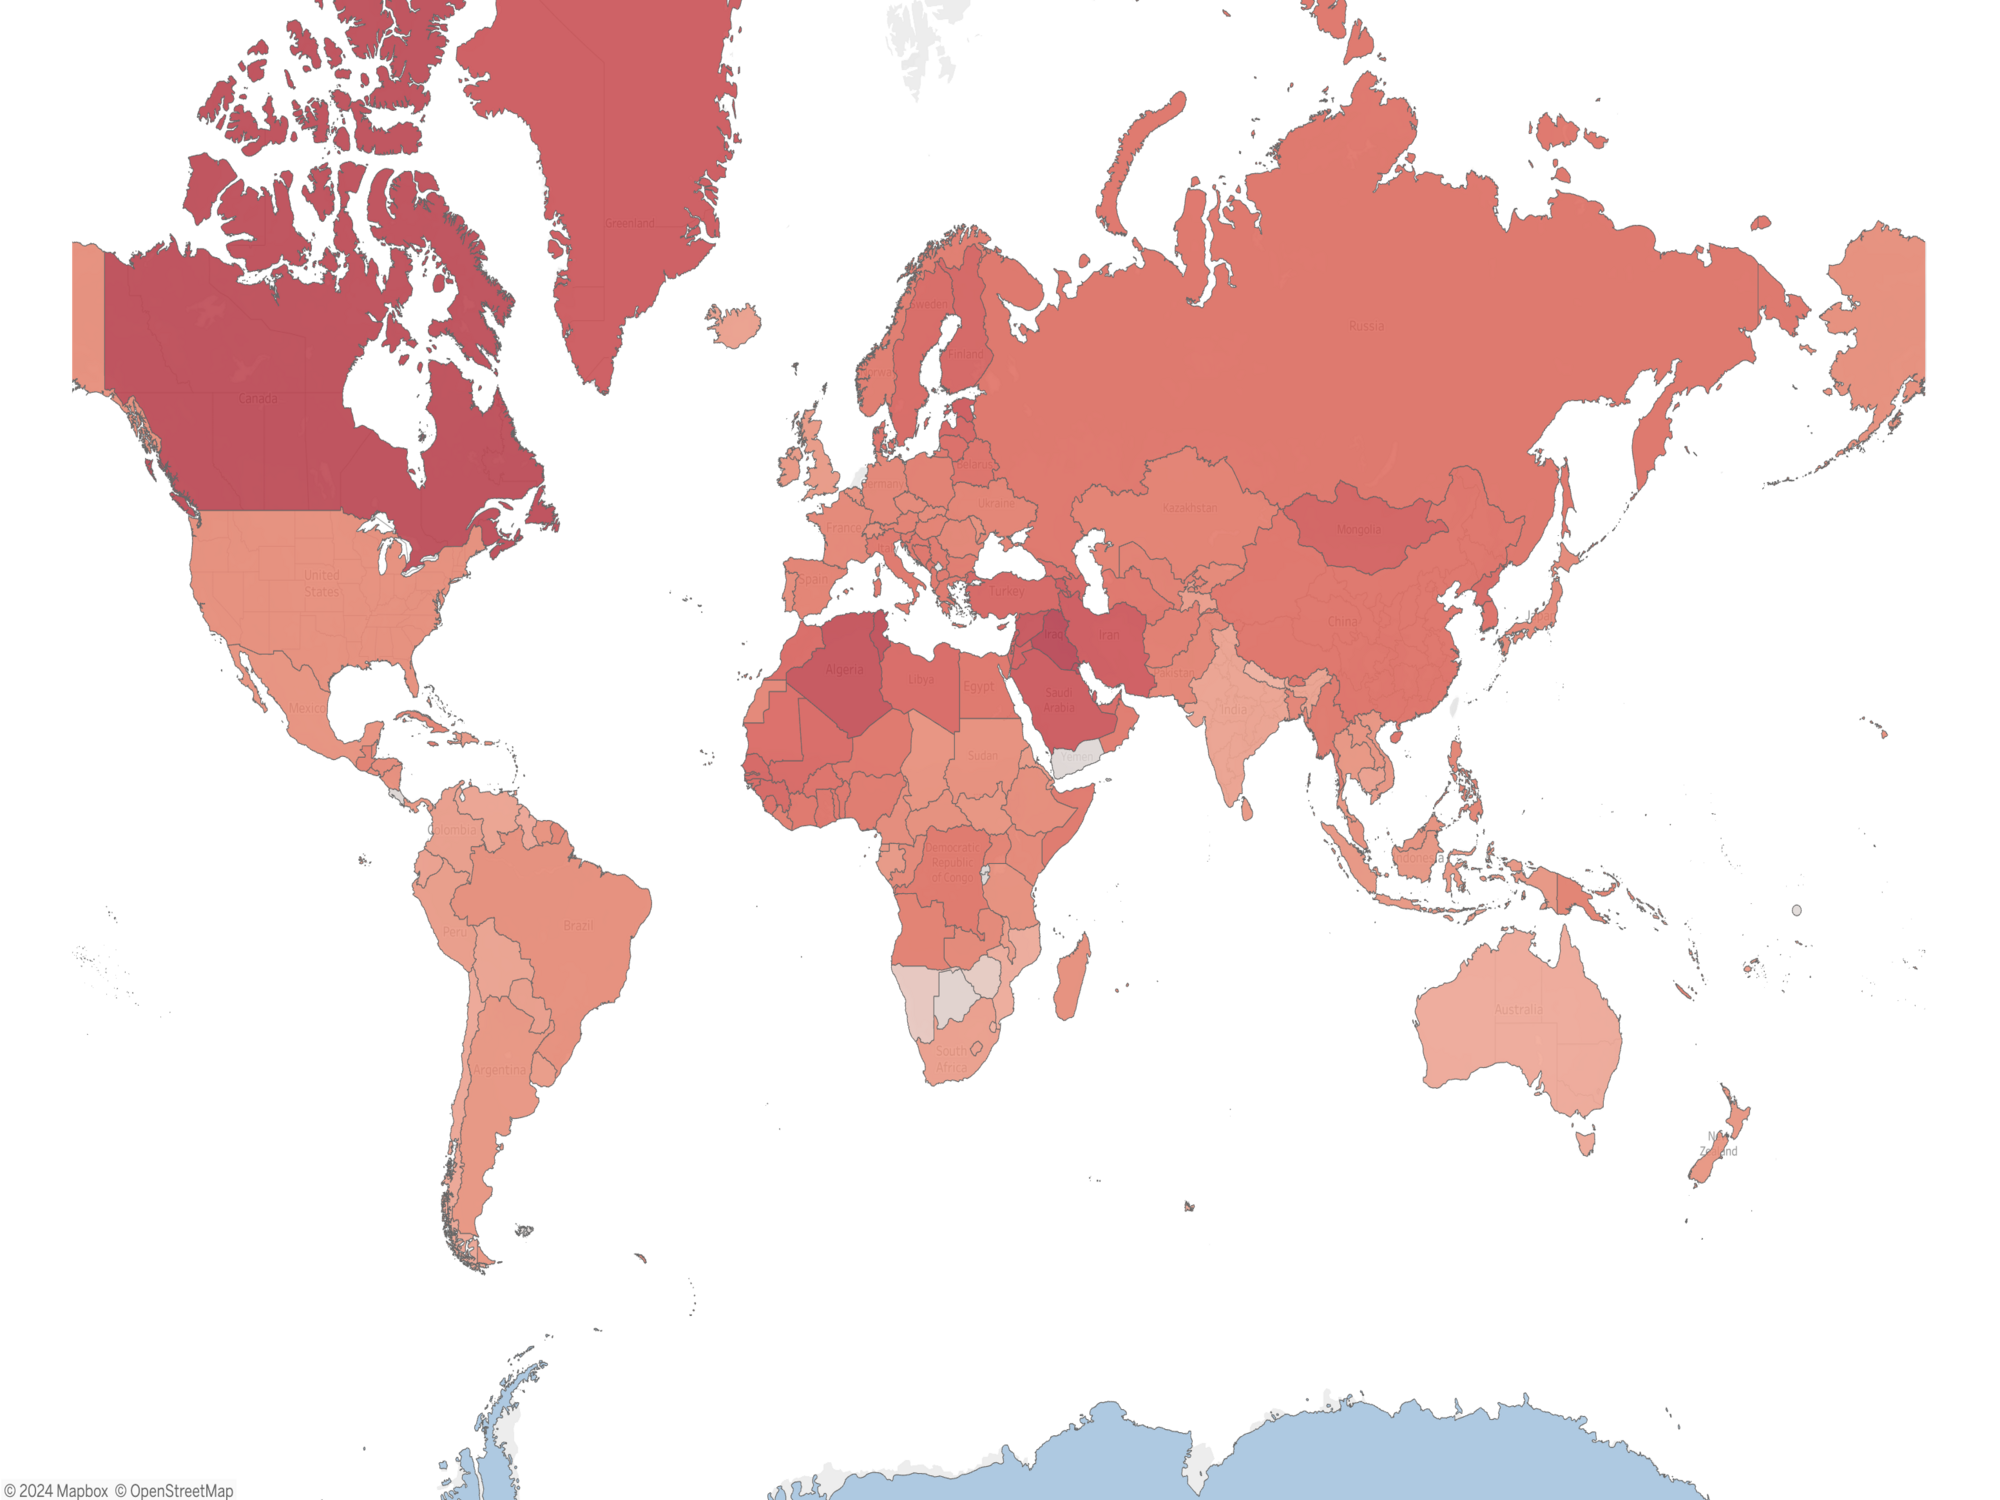 Greenland
Sweden
Finland
Russia
Canada
Belarus
Germany
Ukraine
Kazakhstan
France
Mongolia
United
States
Spain
Turkey
China
Iraq
Iran
Algeria
Libya
Egypt
Pakistan
Saudi
Arabia
Mexico
India
Sudan
Yemen
Colombia
Democratic
Republic
of Congo
Indonesia
Peru
Brazil
Australia
South
Africa
Argentina
© 2024 Mapbox © OpenStreetMap